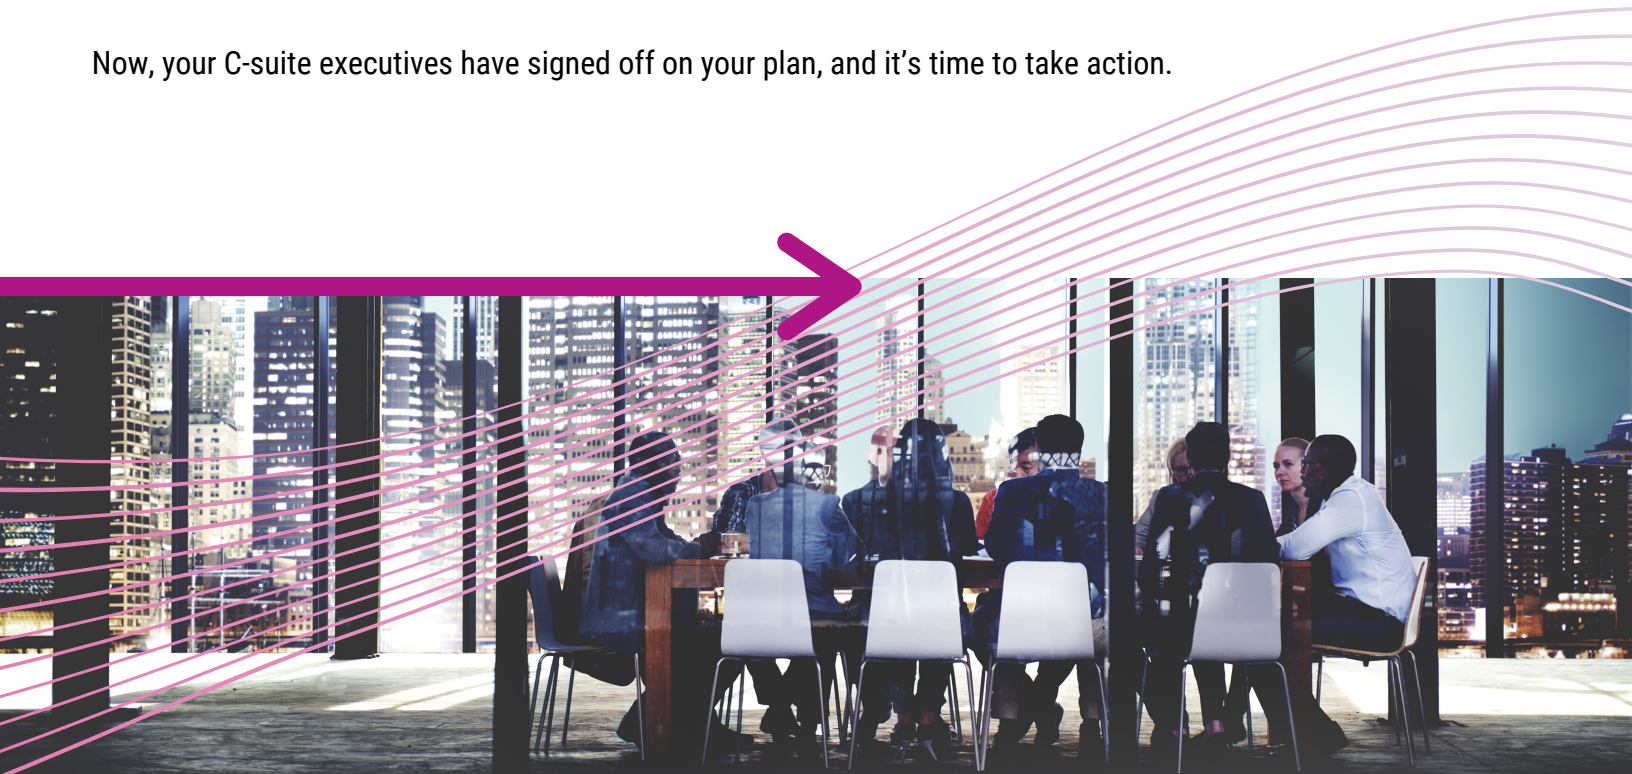 Now, your C-suite executives have signed off on your plan, and it’s time to take action.